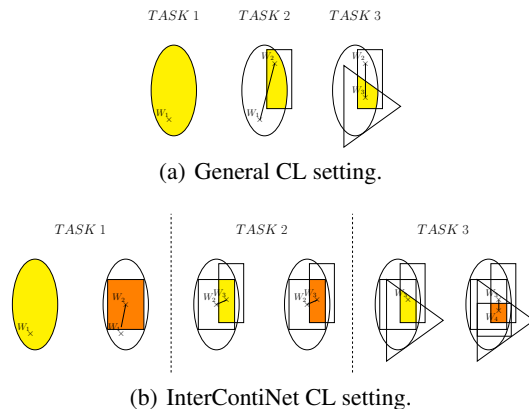 TASK 1 TASK 2 TASK 3
W₁ W₂ W₁ W₂ W₃
(a) General CL setting.
TASK 1 TASK 2 TASK 3
W₁ W₂ W₁ W₂ W₃ W₂ W₃ W₃ W₄
(b) InterContiNet CL setting.